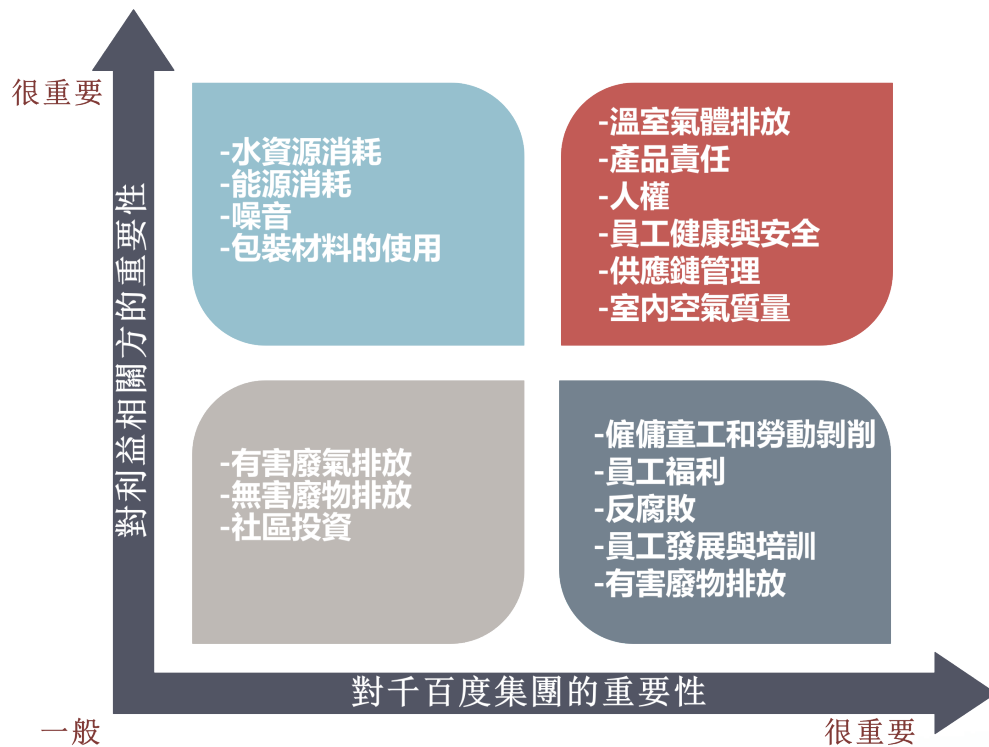 很重要
對利益相關方的重要性
-水資源消耗
-能源消耗
-噪音
-包裝材料的使用
-溫室氣體排放
-產品責任
-人權
-員工健康與安全
-供應鏈管理
-室內空氣質量
-有害廢氣排放
-無害廢物排放
-社區投資
-僱傭童工和勞動剝削
-員工福利
-反腐敗
-員工發展與培訓
-有害廢物排放
對千百度集團的重要性
一般
很重要